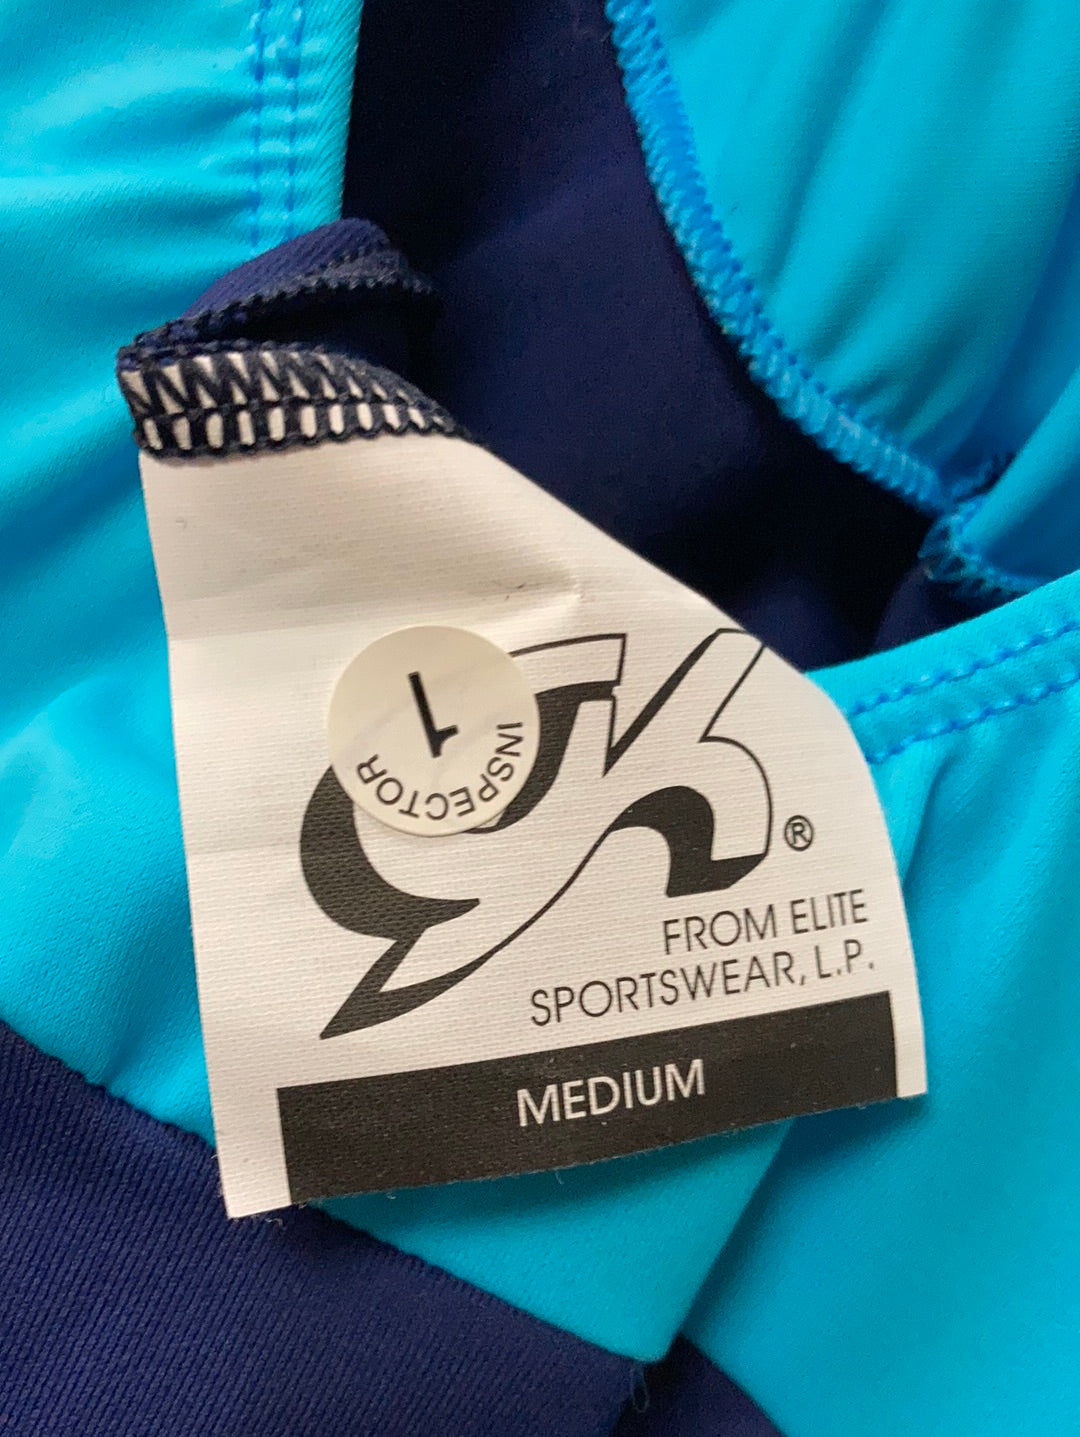 1
INSPECTOR
GK®
FROM ELITE
SPORTSWEAR, L.P.
MEDIUM